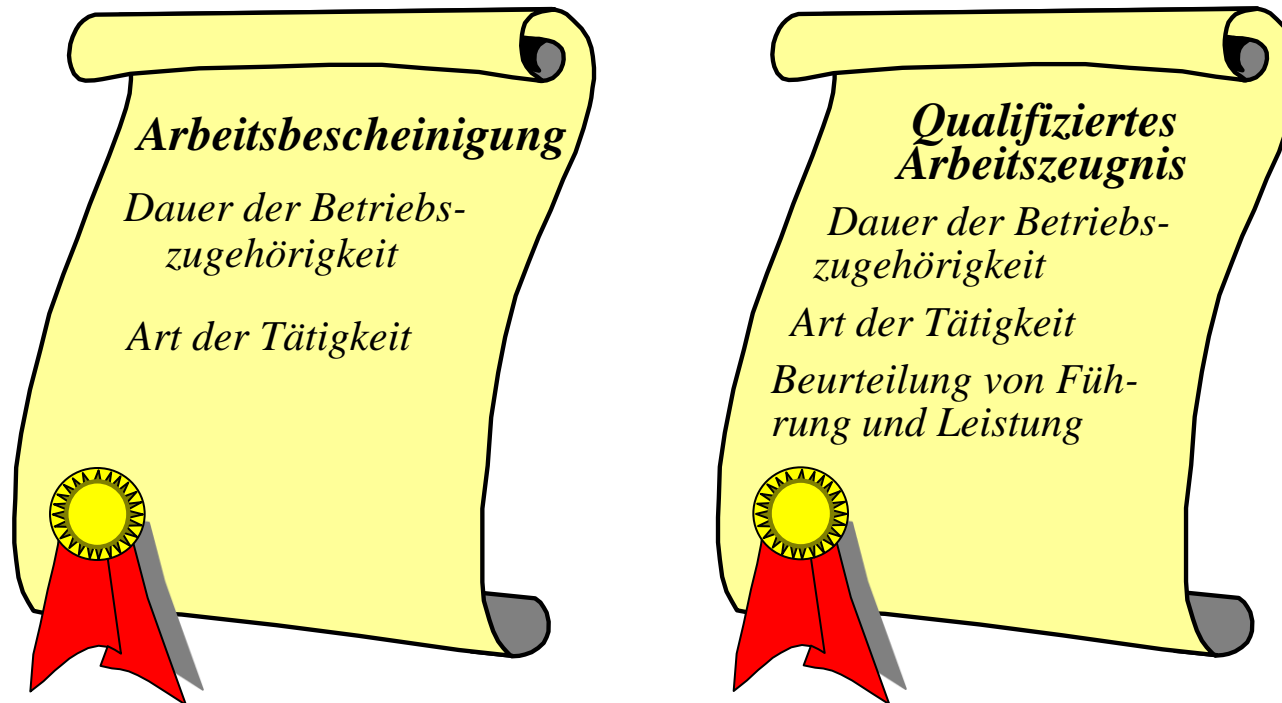 Arbeitsbescheinigung
Dauer der Betriebs-
zugehörigkeit
Art der Tätigkeit
Qualifiziertes
Arbeitszeugnis
Dauer der Betriebs-
zugehörigkeit
Art der Tätigkeit
Beurteilung von Füh-
rung und Leistung